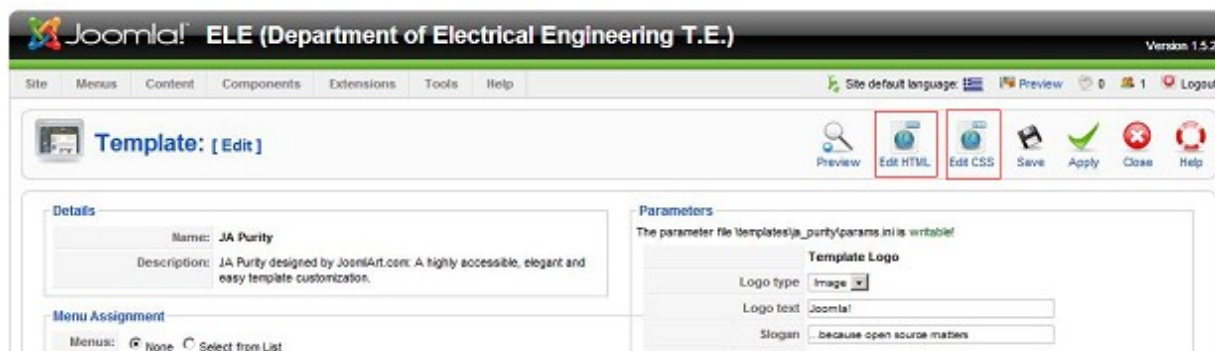 Joomla! ELE (Department of Electrical Engineering T.E.)
Version 1.5.2
Site Menus Content Components Extensions Tools Help Site default language: Preview 0 1 Logout
Template: [ Edit ]
Preview Edit HTML Edit CSS Save Apply Close Help
Details
Name: JA Purity
Description: JA Purity designed by JoomlArt.com: A highly accessible, elegant and
easy template customization.
Menu Assignment
Menus: None Select from List
Parameters
The parameter file \templates\ja_purity\params.ini is writable!
Template Logo
Logo type Image
Logo text Joomla!
Slogan ...because open source matters